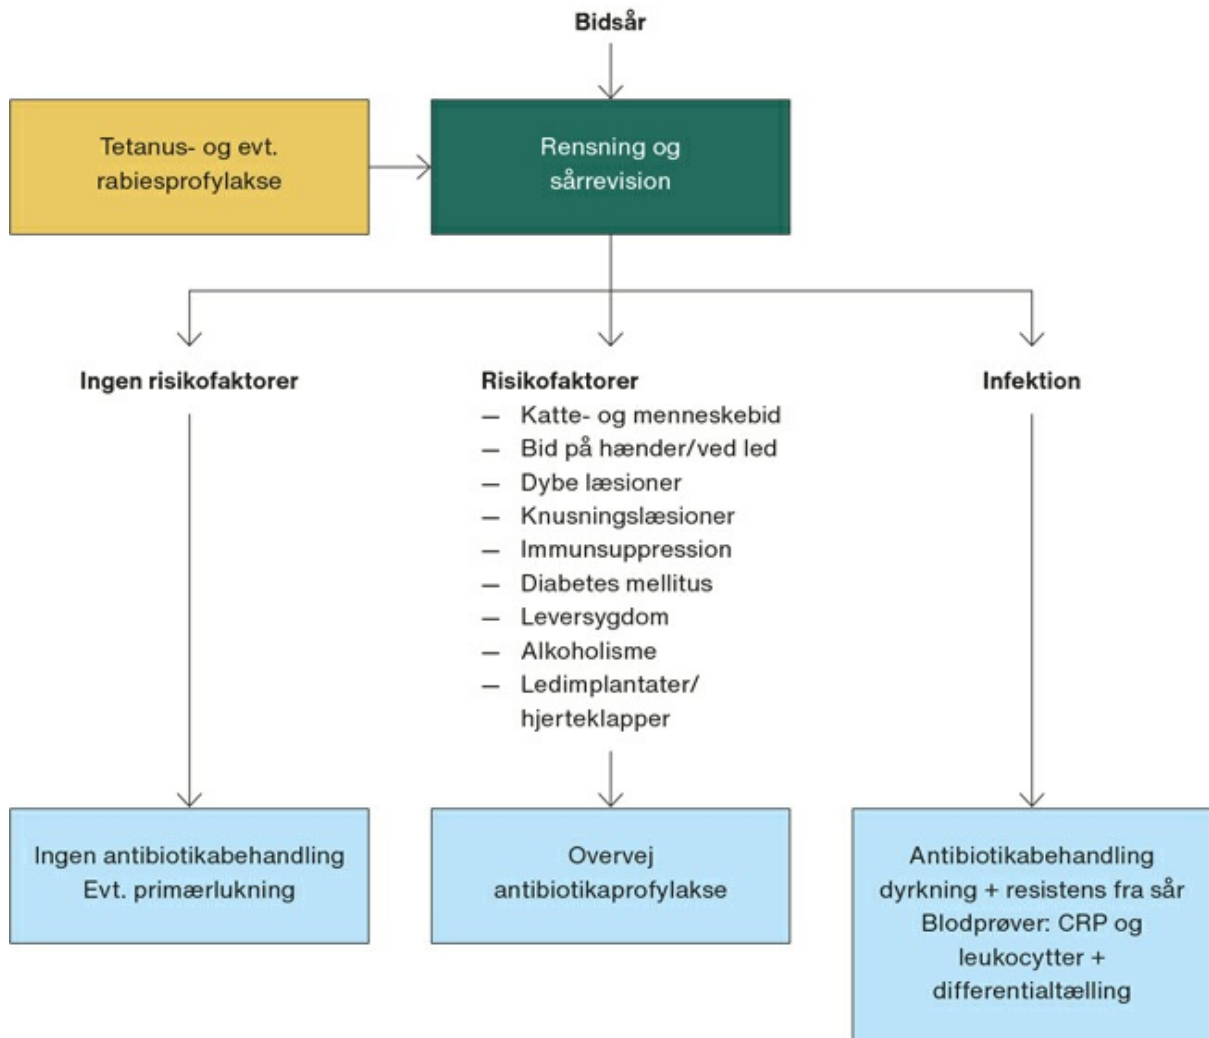 Bidsår
Tetanus- og evt.
rabiesprofylakse
Rensning og
sårrevision
Ingen risikofaktorer
Risikofaktorer
— Katte- og menneskebid
— Bid på hænder/ved led
— Dybe læsioner
— Knusningslæsioner
— Immunsuppression
— Diabetes mellitus
— Leversygdom
— Alkoholisme
— Ledimplantater/
hjerteklapper
Infektion
Ingen antibiotikabehandling
Evt. primærlukning
Overvej
antibiotikaprofylakse
Antibiotikabehandling
dyrkning + resistens fra sår
Blodprøver: CRP og
leukocytter +
differentialtælling